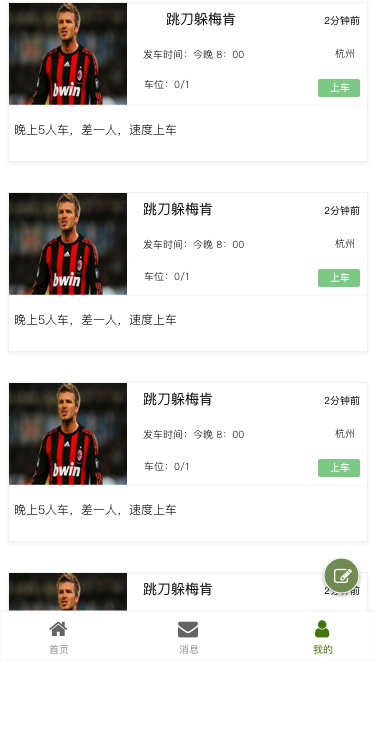 跳刀躲梅肯
2分钟前
发车时间：今晚 8：00
杭州
车位：0/1
上车
bwin
晚上5人车，差一人，速度上车
跳刀躲梅肯
2分钟前
发车时间：今晚 8：00
杭州
车位：0/1
上车
bwin
晚上5人车，差一人，速度上车
跳刀躲梅肯
2分钟前
发车时间：今晚 8：00
杭州
车位：0/1
上车
bwin
晚上5人车，差一人，速度上车
跳刀躲梅肯
2分钟前
首页
消息
我的